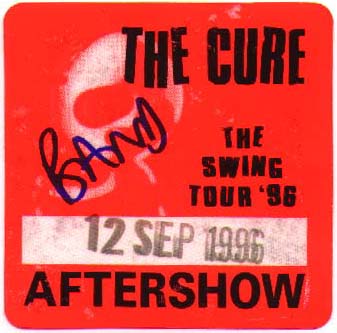 THE CURE
BAND
THE
SWING
TOUR '96
12 SEP 1996
AFTERSHOW